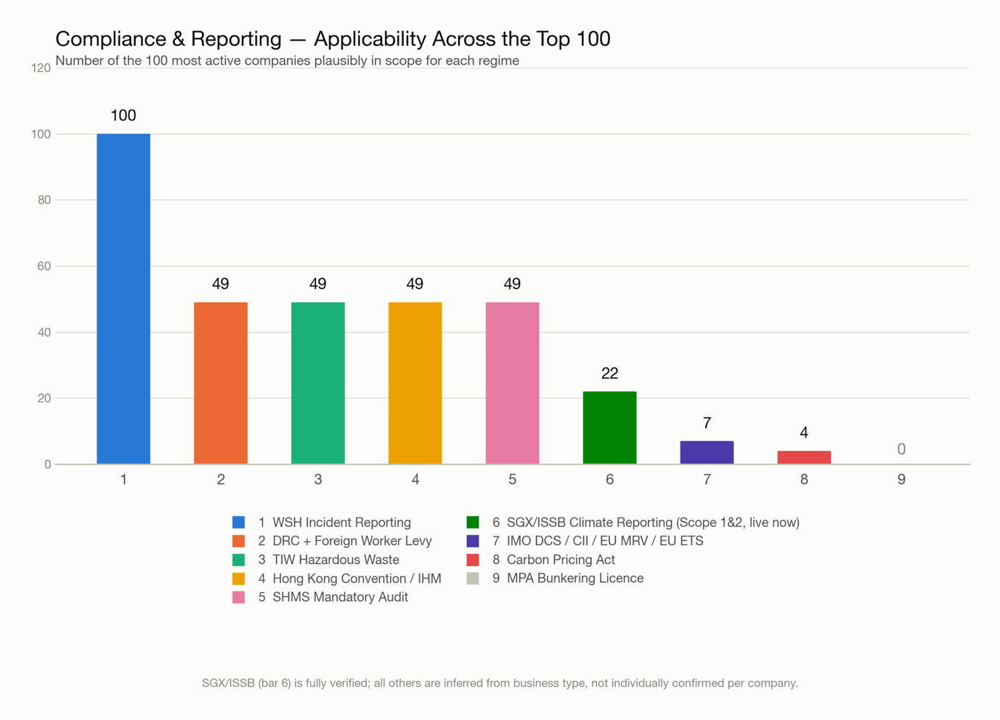 Compliance & Reporting — Applicability Across the Top 100
Number of the 100 most active companies plausibly in scope for each regime
120
100
80
60
40
20
0
100
49
49
49
49
22
7
4
0
1
2
3
4
5
6
7
8
9
1 WSH Incident Reporting
2 DRC + Foreign Worker Levy
3 TIW Hazardous Waste
4 Hong Kong Convention / IHM
5 SHMS Mandatory Audit
6 SGX/ISSB Climate Reporting (Scope 1&2, live now)
7 IMO DCS / CII / EU MRV / EU ETS
8 Carbon Pricing Act
9 MPA Bunkering Licence
SGX/ISSB (bar 6) is fully verified; all others are inferred from business type, not individually confirmed per company.